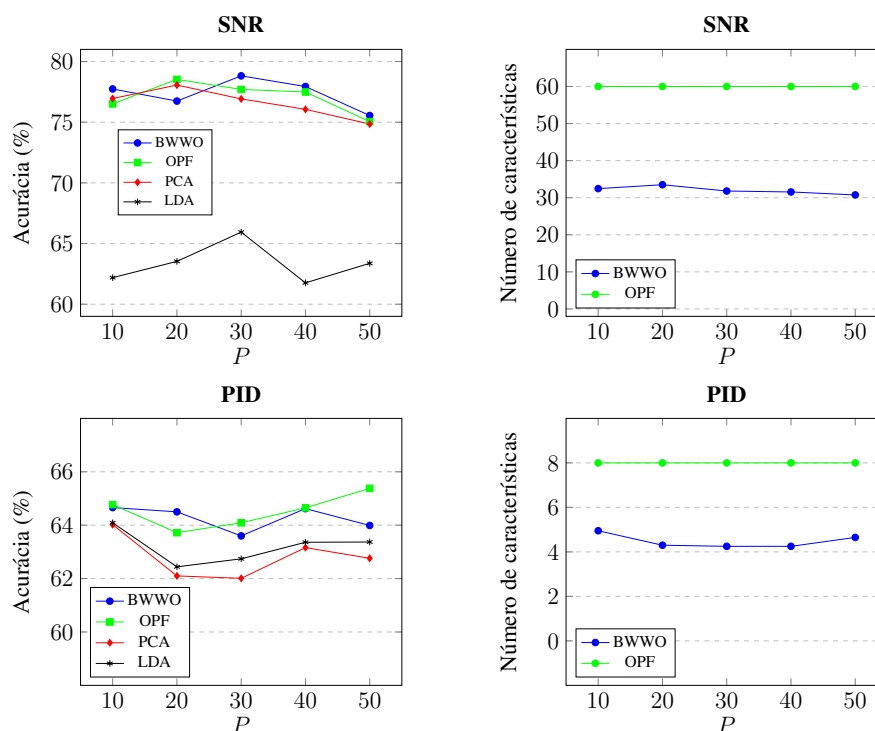 SNR
Acurácia (%)
80
75
70
65
60
BWWO
OPF
PCA
LDA
10 20 30 40 50
P
SNR
Número de características
60
50
40
30
20
10
0
BWWO
OPF
10 20 30 40 50
P
PID
Acurácia (%)
66
64
62
60
BWWO
OPF
PCA
LDA
10 20 30 40 50
P
PID
Número de características
8
6
4
2
0
BWWO
OPF
10 20 30 40 50
P